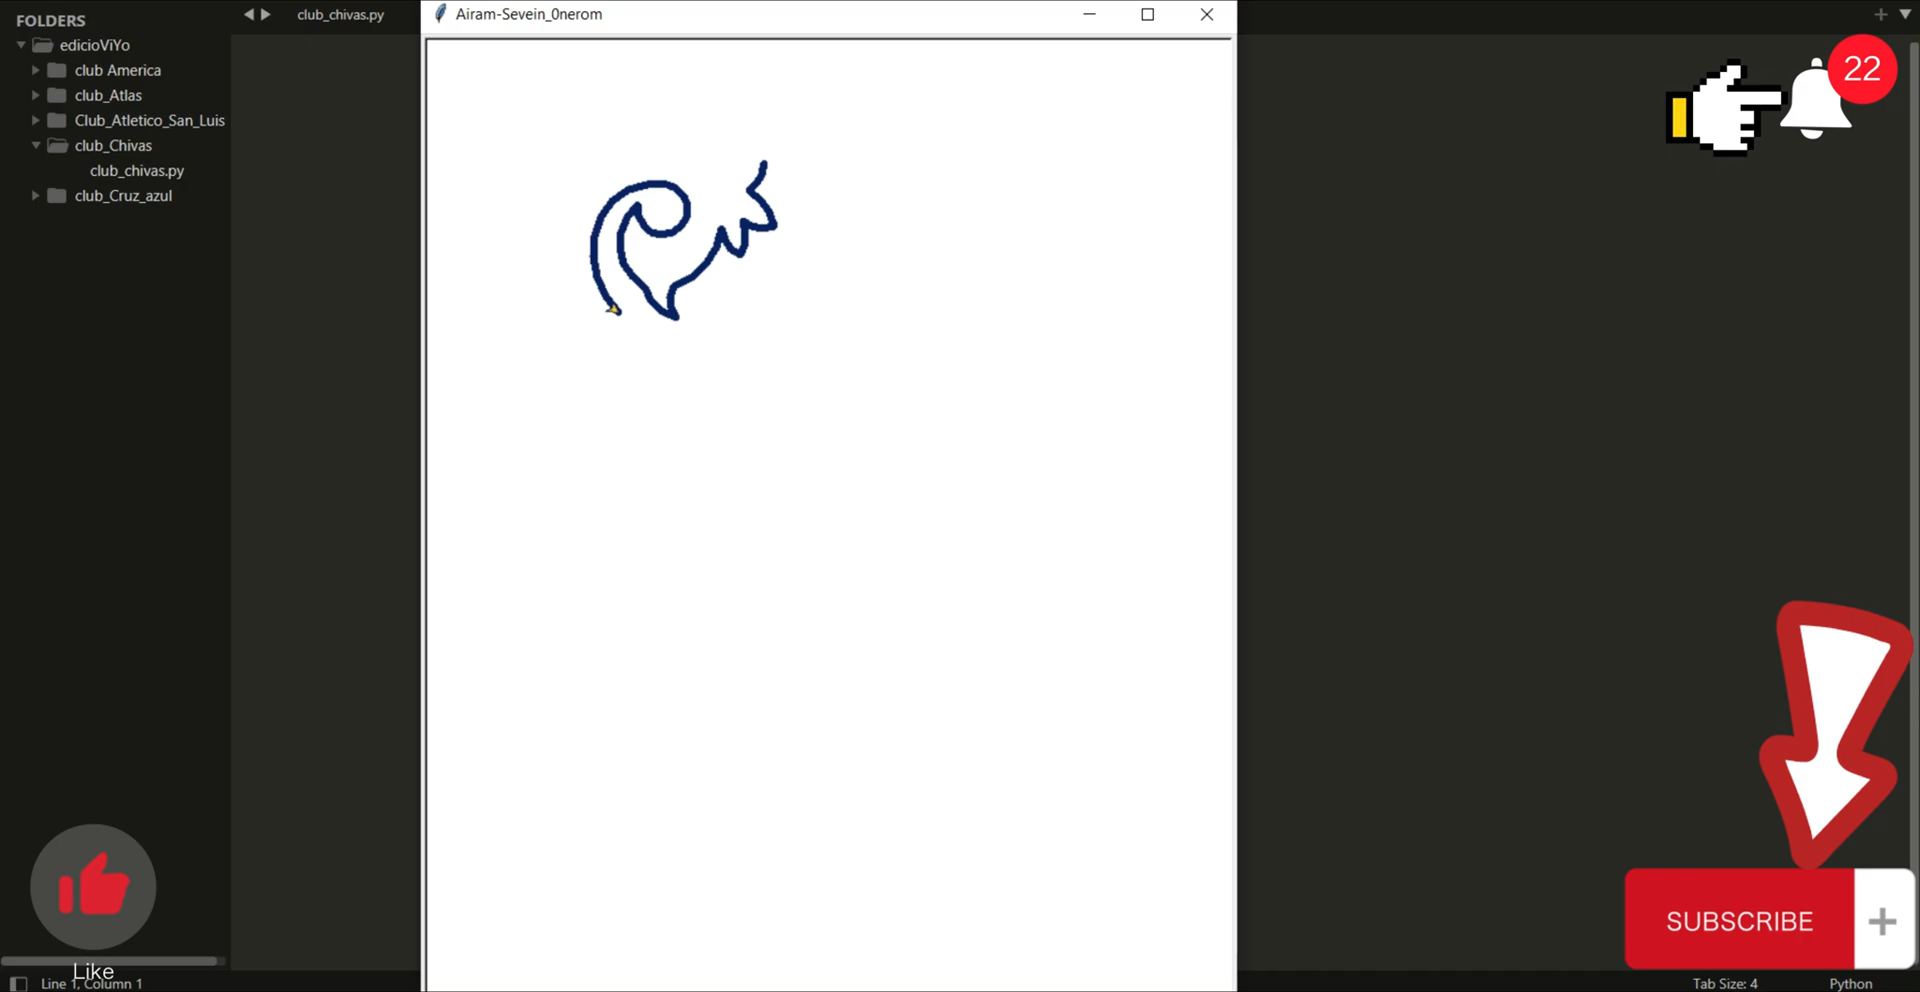 FOLDERS
edicioViYo
club America
club_Atlas
Club_Atletico_San_Luis
club_Chivas
club_chivas.py
club_Cruz_azul
club_chivas.py
Airam-Sevein_0nerom
22
SUBSCRIBE
Like
Line 1, Column 1
Tab Size: 4
Python